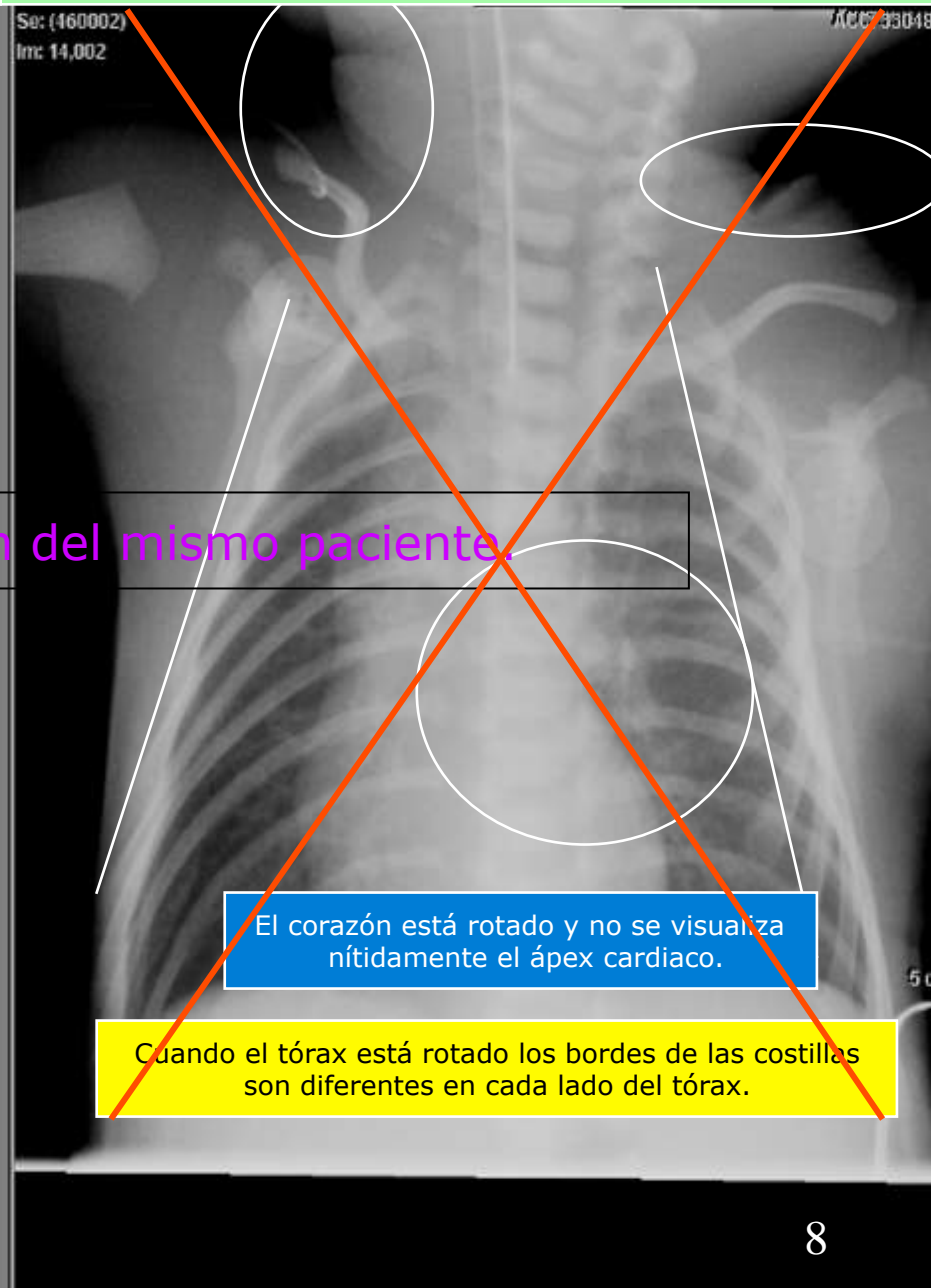 Se: (460002)
Im: 14,002
del mismo paciente.
El corazón está rotado y no se visualiza
nítidamente el ápex cardiaco.
Cuando el tórax está rotado los bordes de las costillas
son diferentes en cada lado del tórax.
8